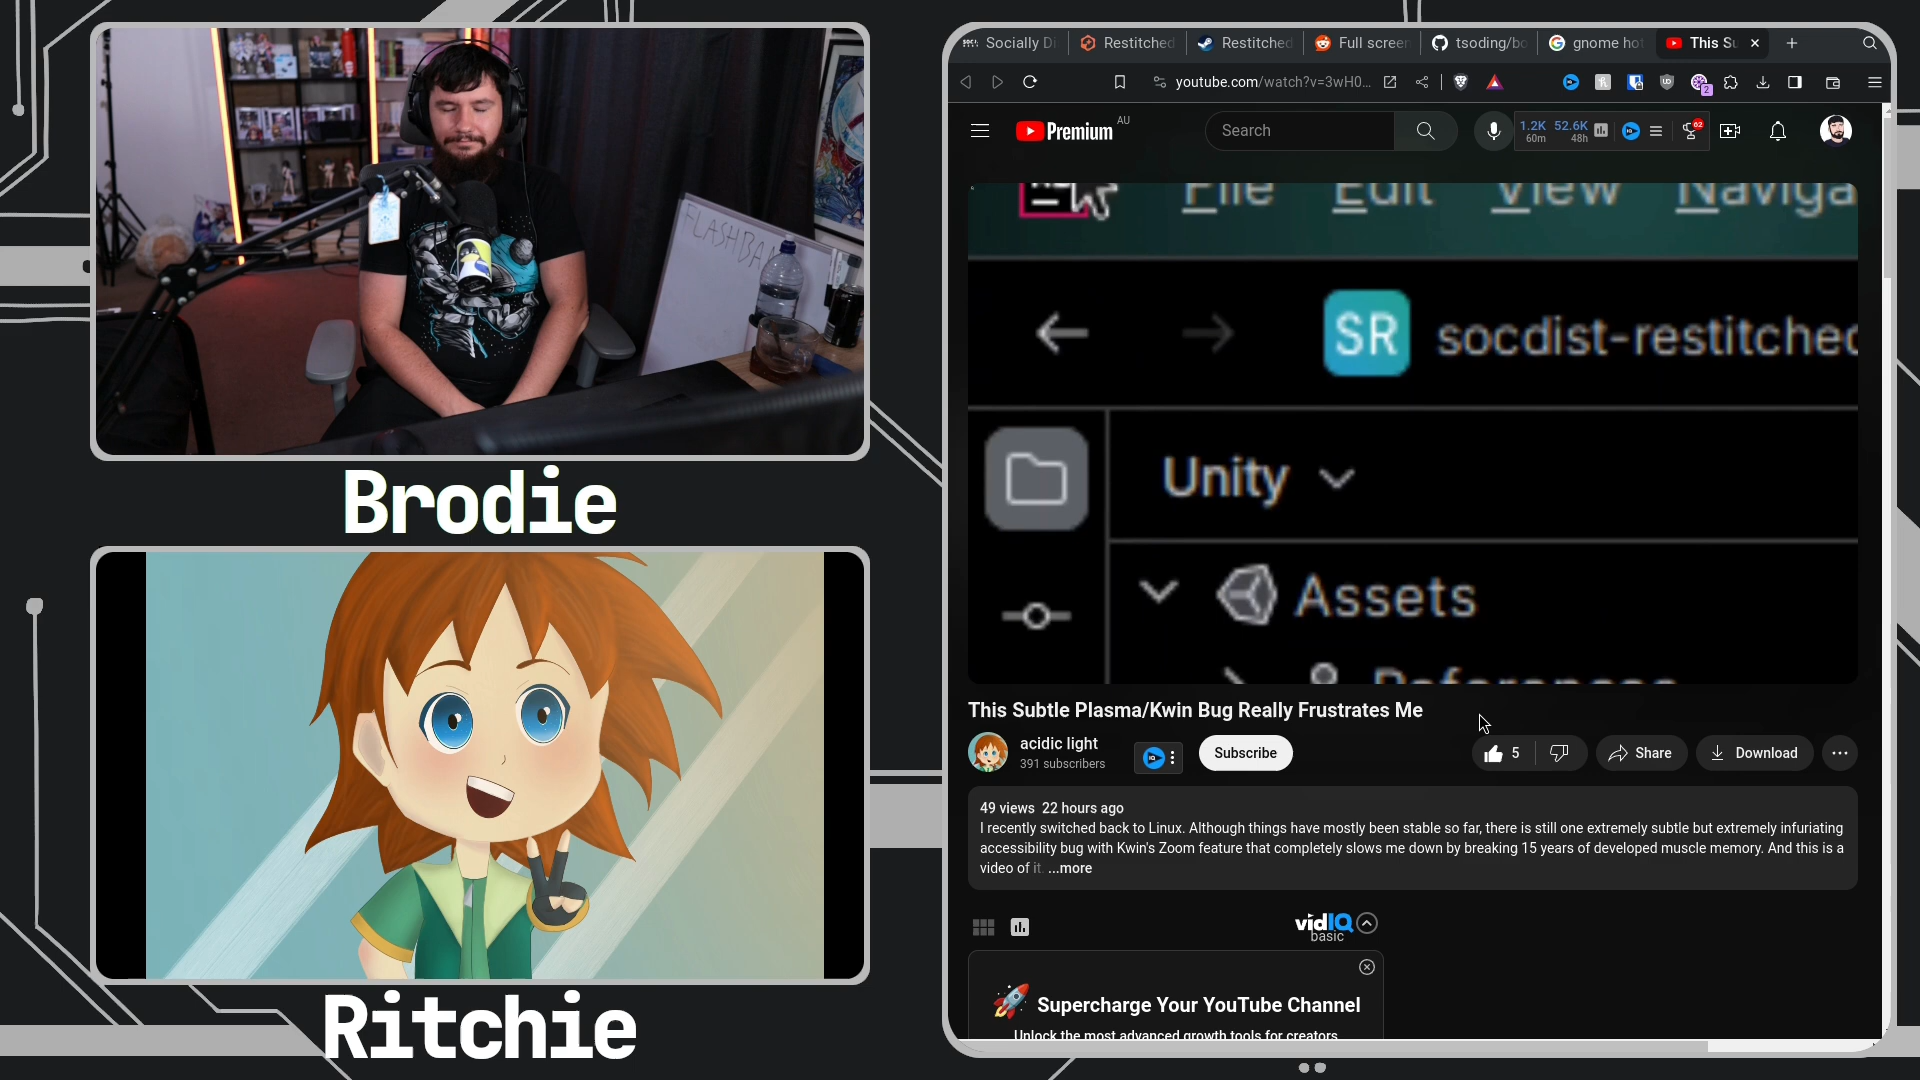 Socially Di
Restitched
Restitched
Full screen
tsoding/bo
gnome hot
This Su
youtube.com/watch?v=3wH0...
2
Premium
AU
Search
1.2K
60m
52.6K
48h
62
FLASHBA
File Edit View Naviga
SR socdist-restitched
Unity
Assets
References
This Subtle Plasma/Kwin Bug Really Frustrates Me
acidic light
391 subscribers
Subscribe
5
Share
Download
49 views 22 hours ago
I recently switched back to Linux. Although things have mostly been stable so far, there is still one extremely subtle but extremely infuriating
accessibility bug with Kwin's Zoom feature that completely slows me down by breaking 15 years of developed muscle memory. And this is a
video of it. ...more
vidIQ
basic
Supercharge Your YouTube Channel
Unlock the most advanced growth tools for creators
Brodie
Ritchie